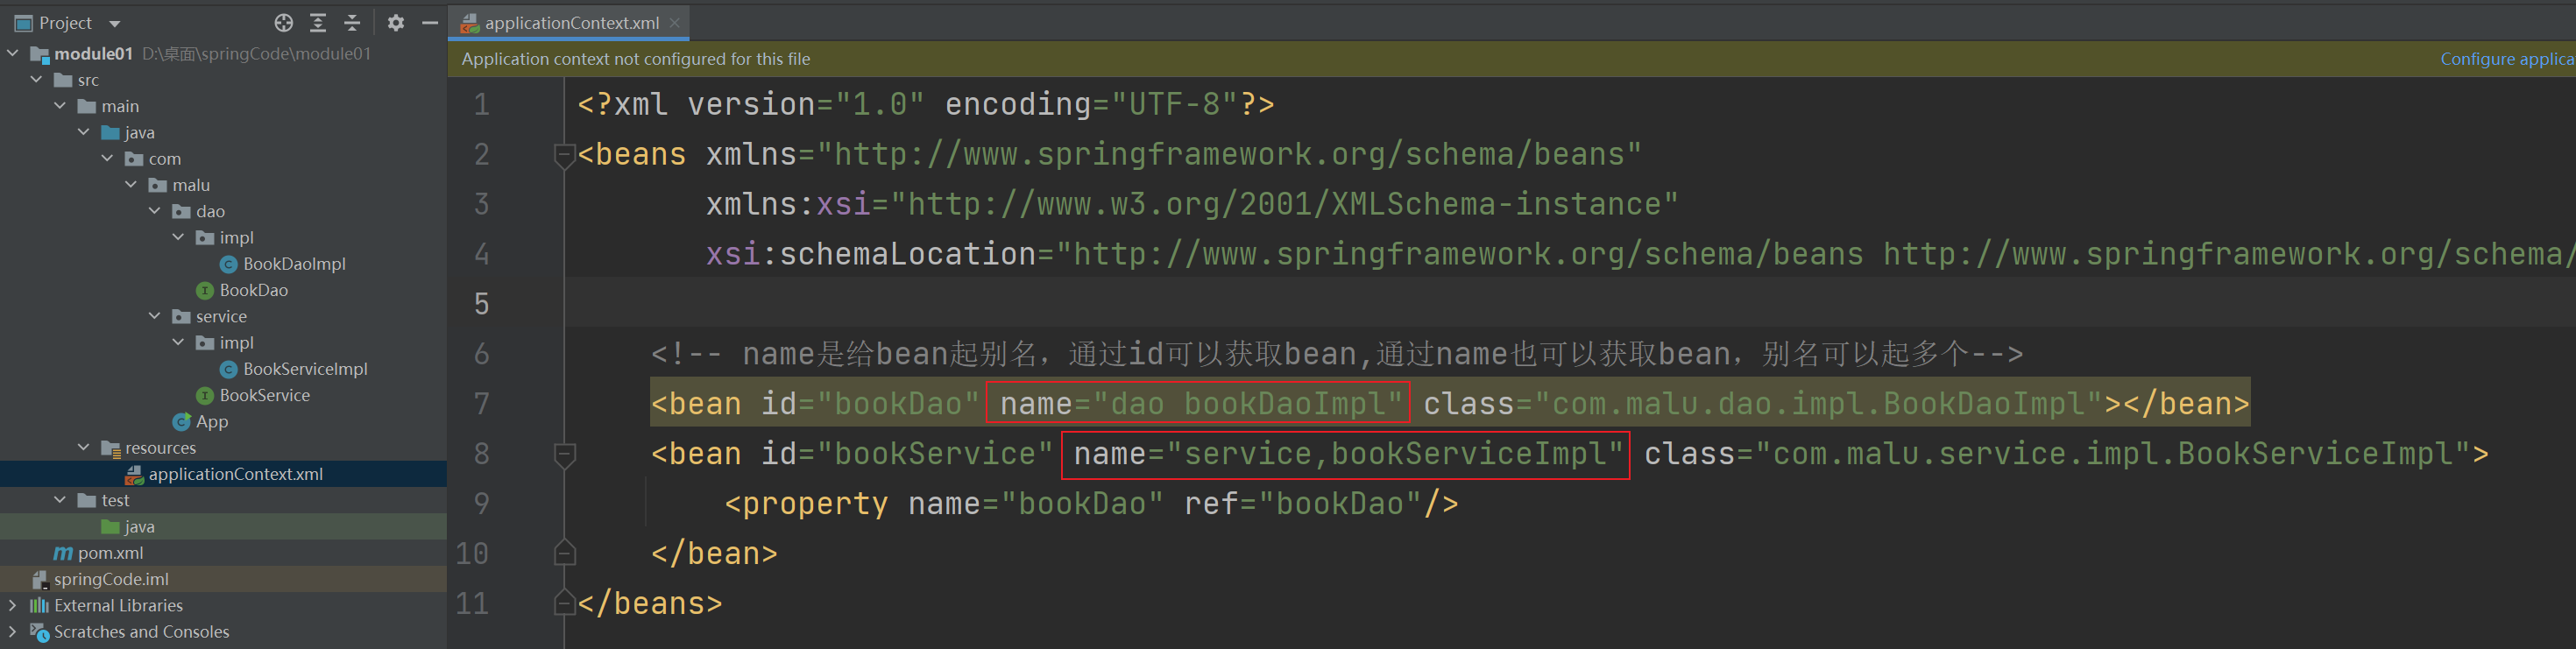 Project
module01 D:\桌面\springCode\module01
src
main
java
com
malu
dao
impl
BookDaoImpl
BookDao
service
impl
BookServiceImpl
BookService
App
resources
applicationContext.xml
test
java
pom.xml
springCode.iml
External Libraries
Scratches and Consoles
applicationContext.xml
Application context not configured for this file
Configure applica
1 <?xml version="1.0" encoding="UTF-8"?>
2 <beans xmlns="http://www.springframework.org/schema/beans"
3 xmlns:xsi="http://www.w3.org/2001/XMLSchema-instance"
4 xsi:schemaLocation="http://www.springframework.org/schema/beans http://www.springframework.org/schema/
5
6 <!-- name是给bean起别名，通过id可以获取bean,通过name也可以获取bean，别名可以起多个-->
7 <bean id="bookDao" name="dao bookDaoImpl" class="com.malu.dao.impl.BookDaoImpl"></bean>
8 <bean id="bookService" name="service,bookServiceImpl" class="com.malu.service.impl.BookServiceImpl">
9 <property name="bookDao" ref="bookDao"/>
10 </bean>
11 </beans>